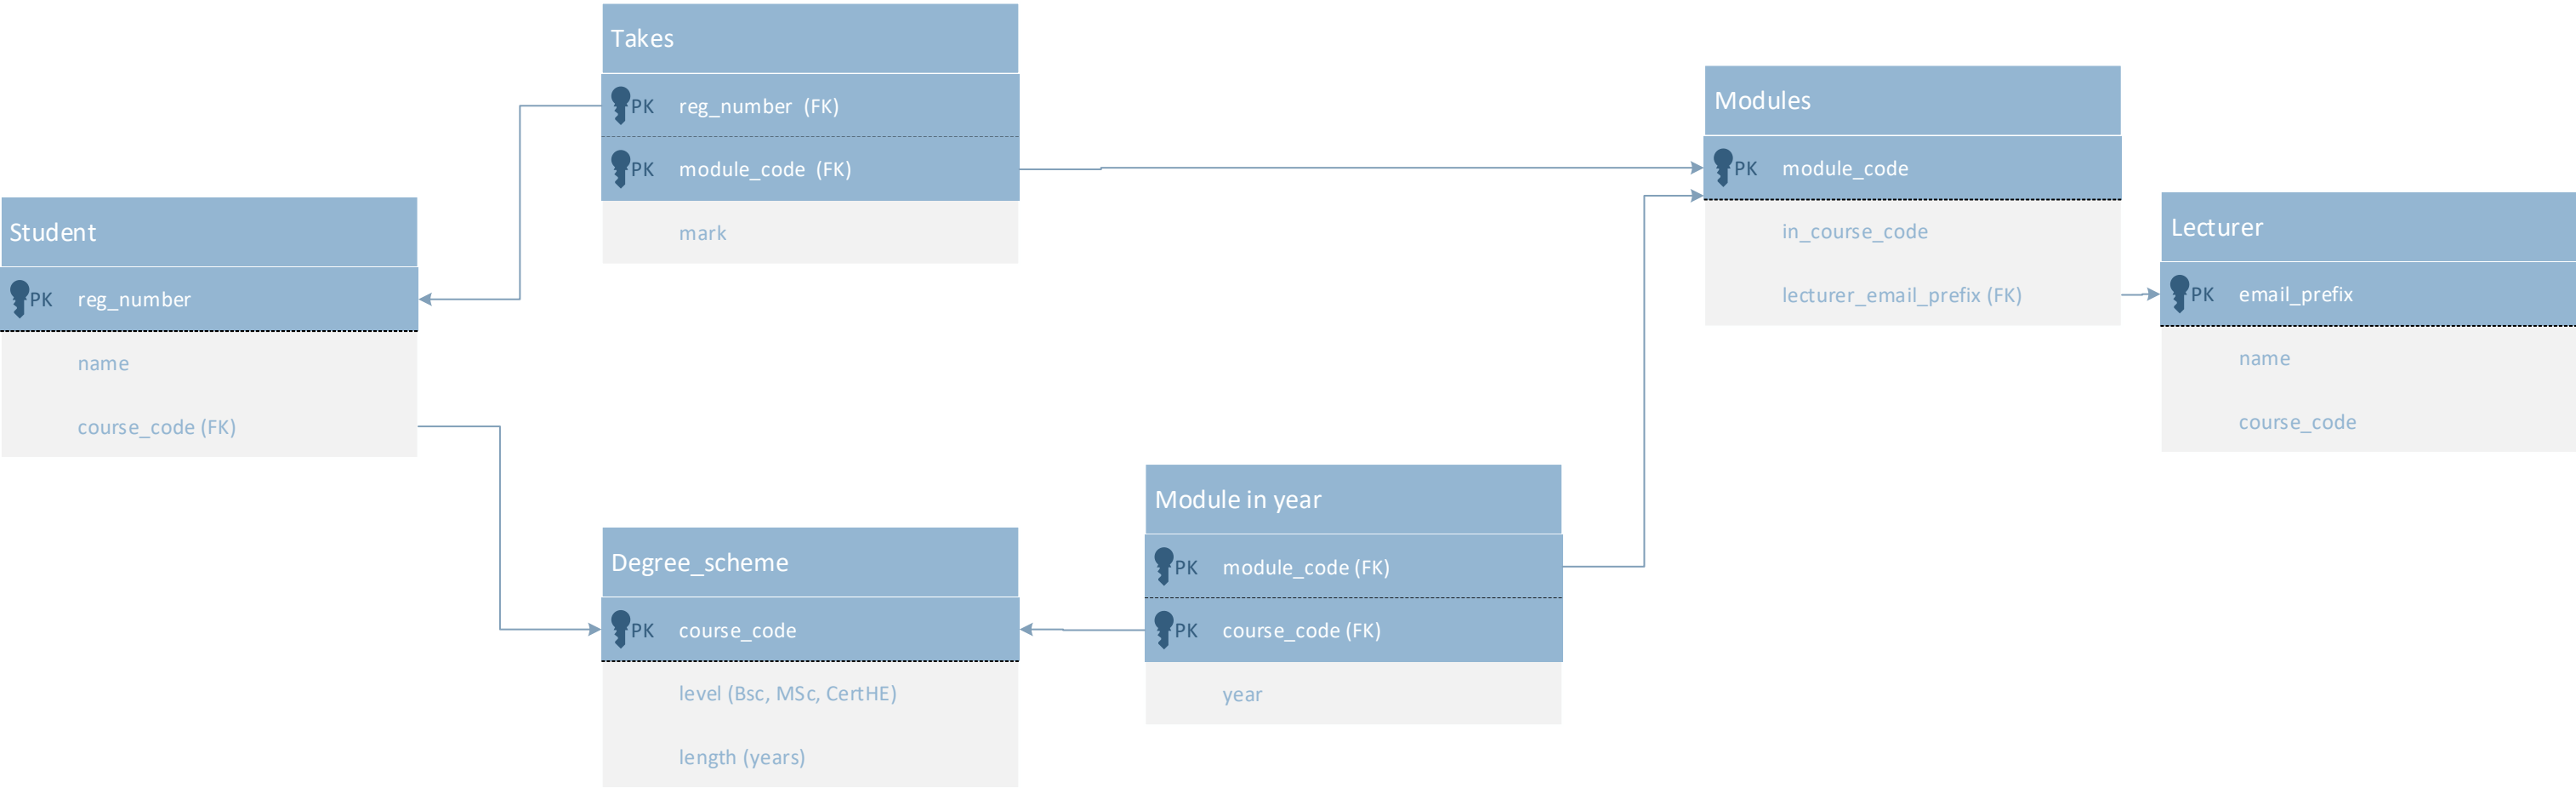 Takes
PK reg_number (FK)
PK module_code (FK)
mark
Modules
PK module_code
in_course_code
lecturer_email_prefix (FK)
Student
PK reg_number
name
course_code (FK)
Lecturer
PK email_prefix
name
course_code
Degree_scheme
PK course_code
level (Bsc, MSc, CertHE)
length (years)
Module in year
PK module_code (FK)
PK course_code (FK)
year